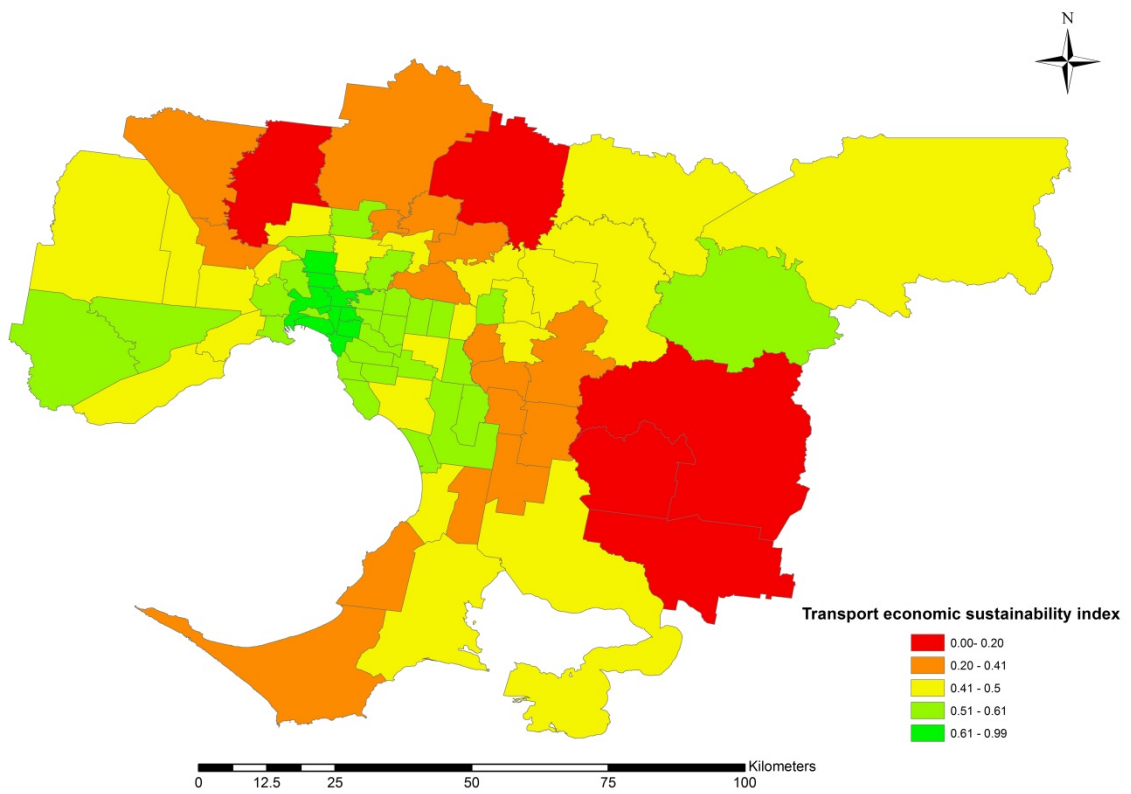 N
Transport economic sustainability index
0.00- 0.20
0.20 - 0.41
0.41 - 0.5
0.51 - 0.61
0.61 - 0.99
Kilometers
0 12.5 25 50 75 100